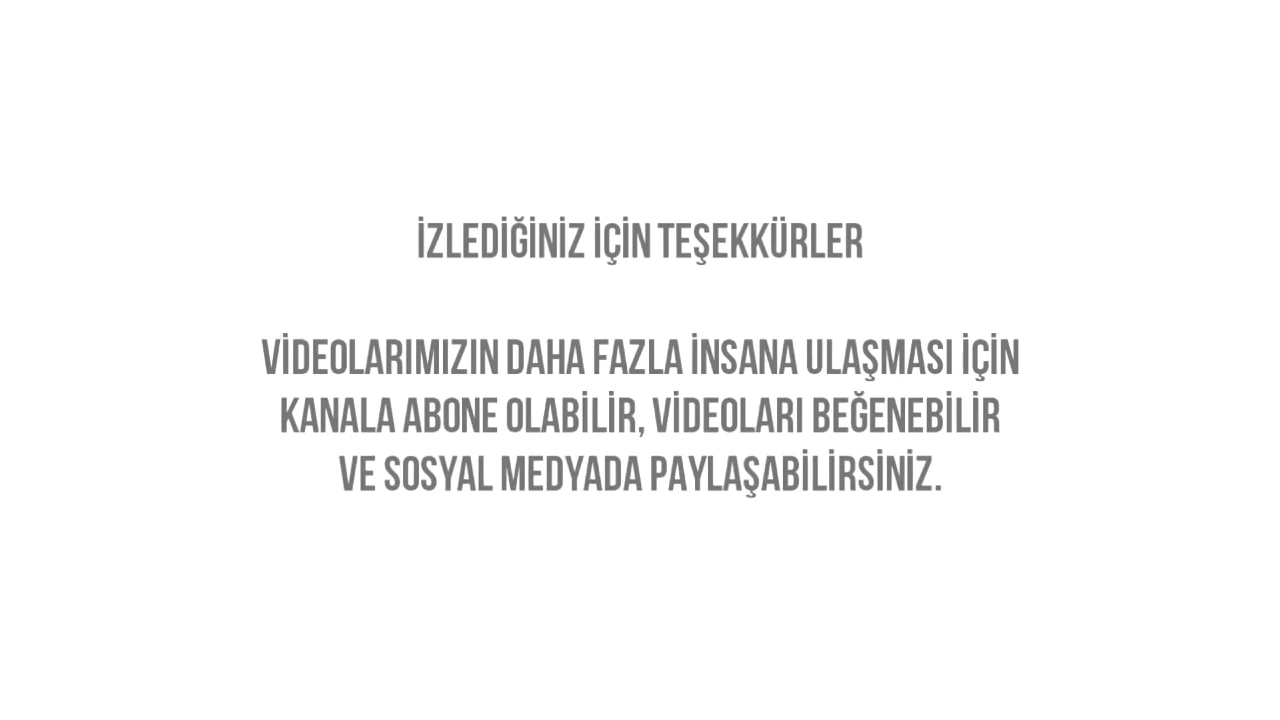 İZLEDİĞİNİZ İÇİN TEŞEKKÜRLER
VİDEOLARIMIZIN DAHA FAZLA İNSANA ULAŞMASI İÇİN
KANALA ABONE OLABİLİR, VİDEOLARI BEĞENEBİLİR
VE SOSYAL MEDYADA PAYLAŞABİLİRSİNİZ.